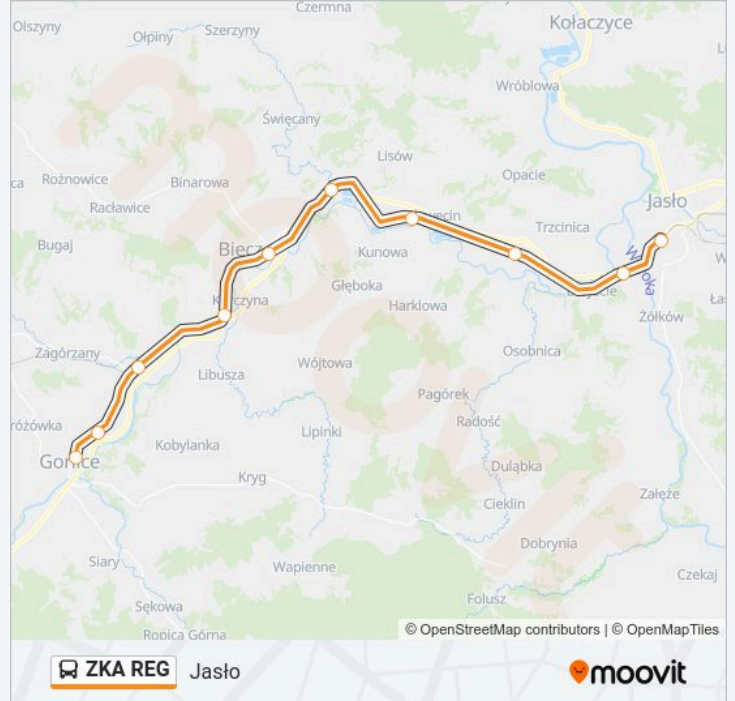 Czermna
Olszyny
Ołpiny
Szerzyny
Kołaczyce
Wróblowa
Święcany
Lisów
Rożnowice
Binarowa
Opacie
Racławice
Jasło
Trzcinica
Bugaj
Kunowa
Głęboka
Harklowa
Żółków
Zagórzany
Osobnica
Libusza
Wójtowa
Pagórek
Radość
Lipinki
Kobylanka
Gorlice
Duląbka
Kryg
Cieklin
Załęże
Dobrynia
Siary
Wapienne
Czekaj
Sękowa
Folusz
Ropica Górna
© OpenStreetMap contributors | © OpenMapTiles
ZKA REG Jasło
moovit